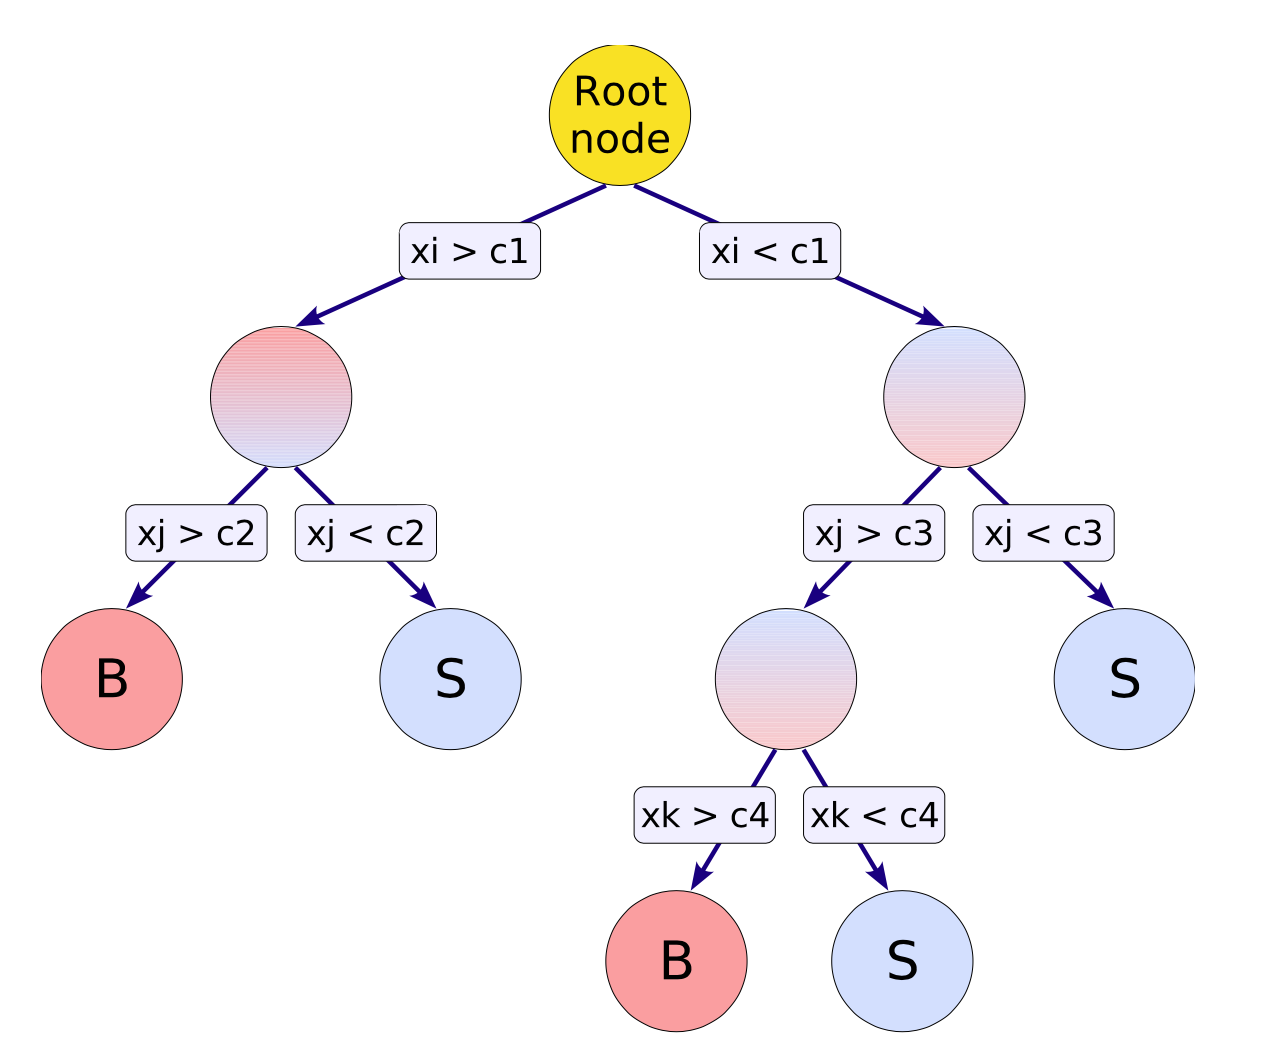 Root
node
xi > c1
xi < c1
xj > c2
xj < c2
xj > c3
xj < c3
B
S
S
xk > c4
xk < c4
B
S